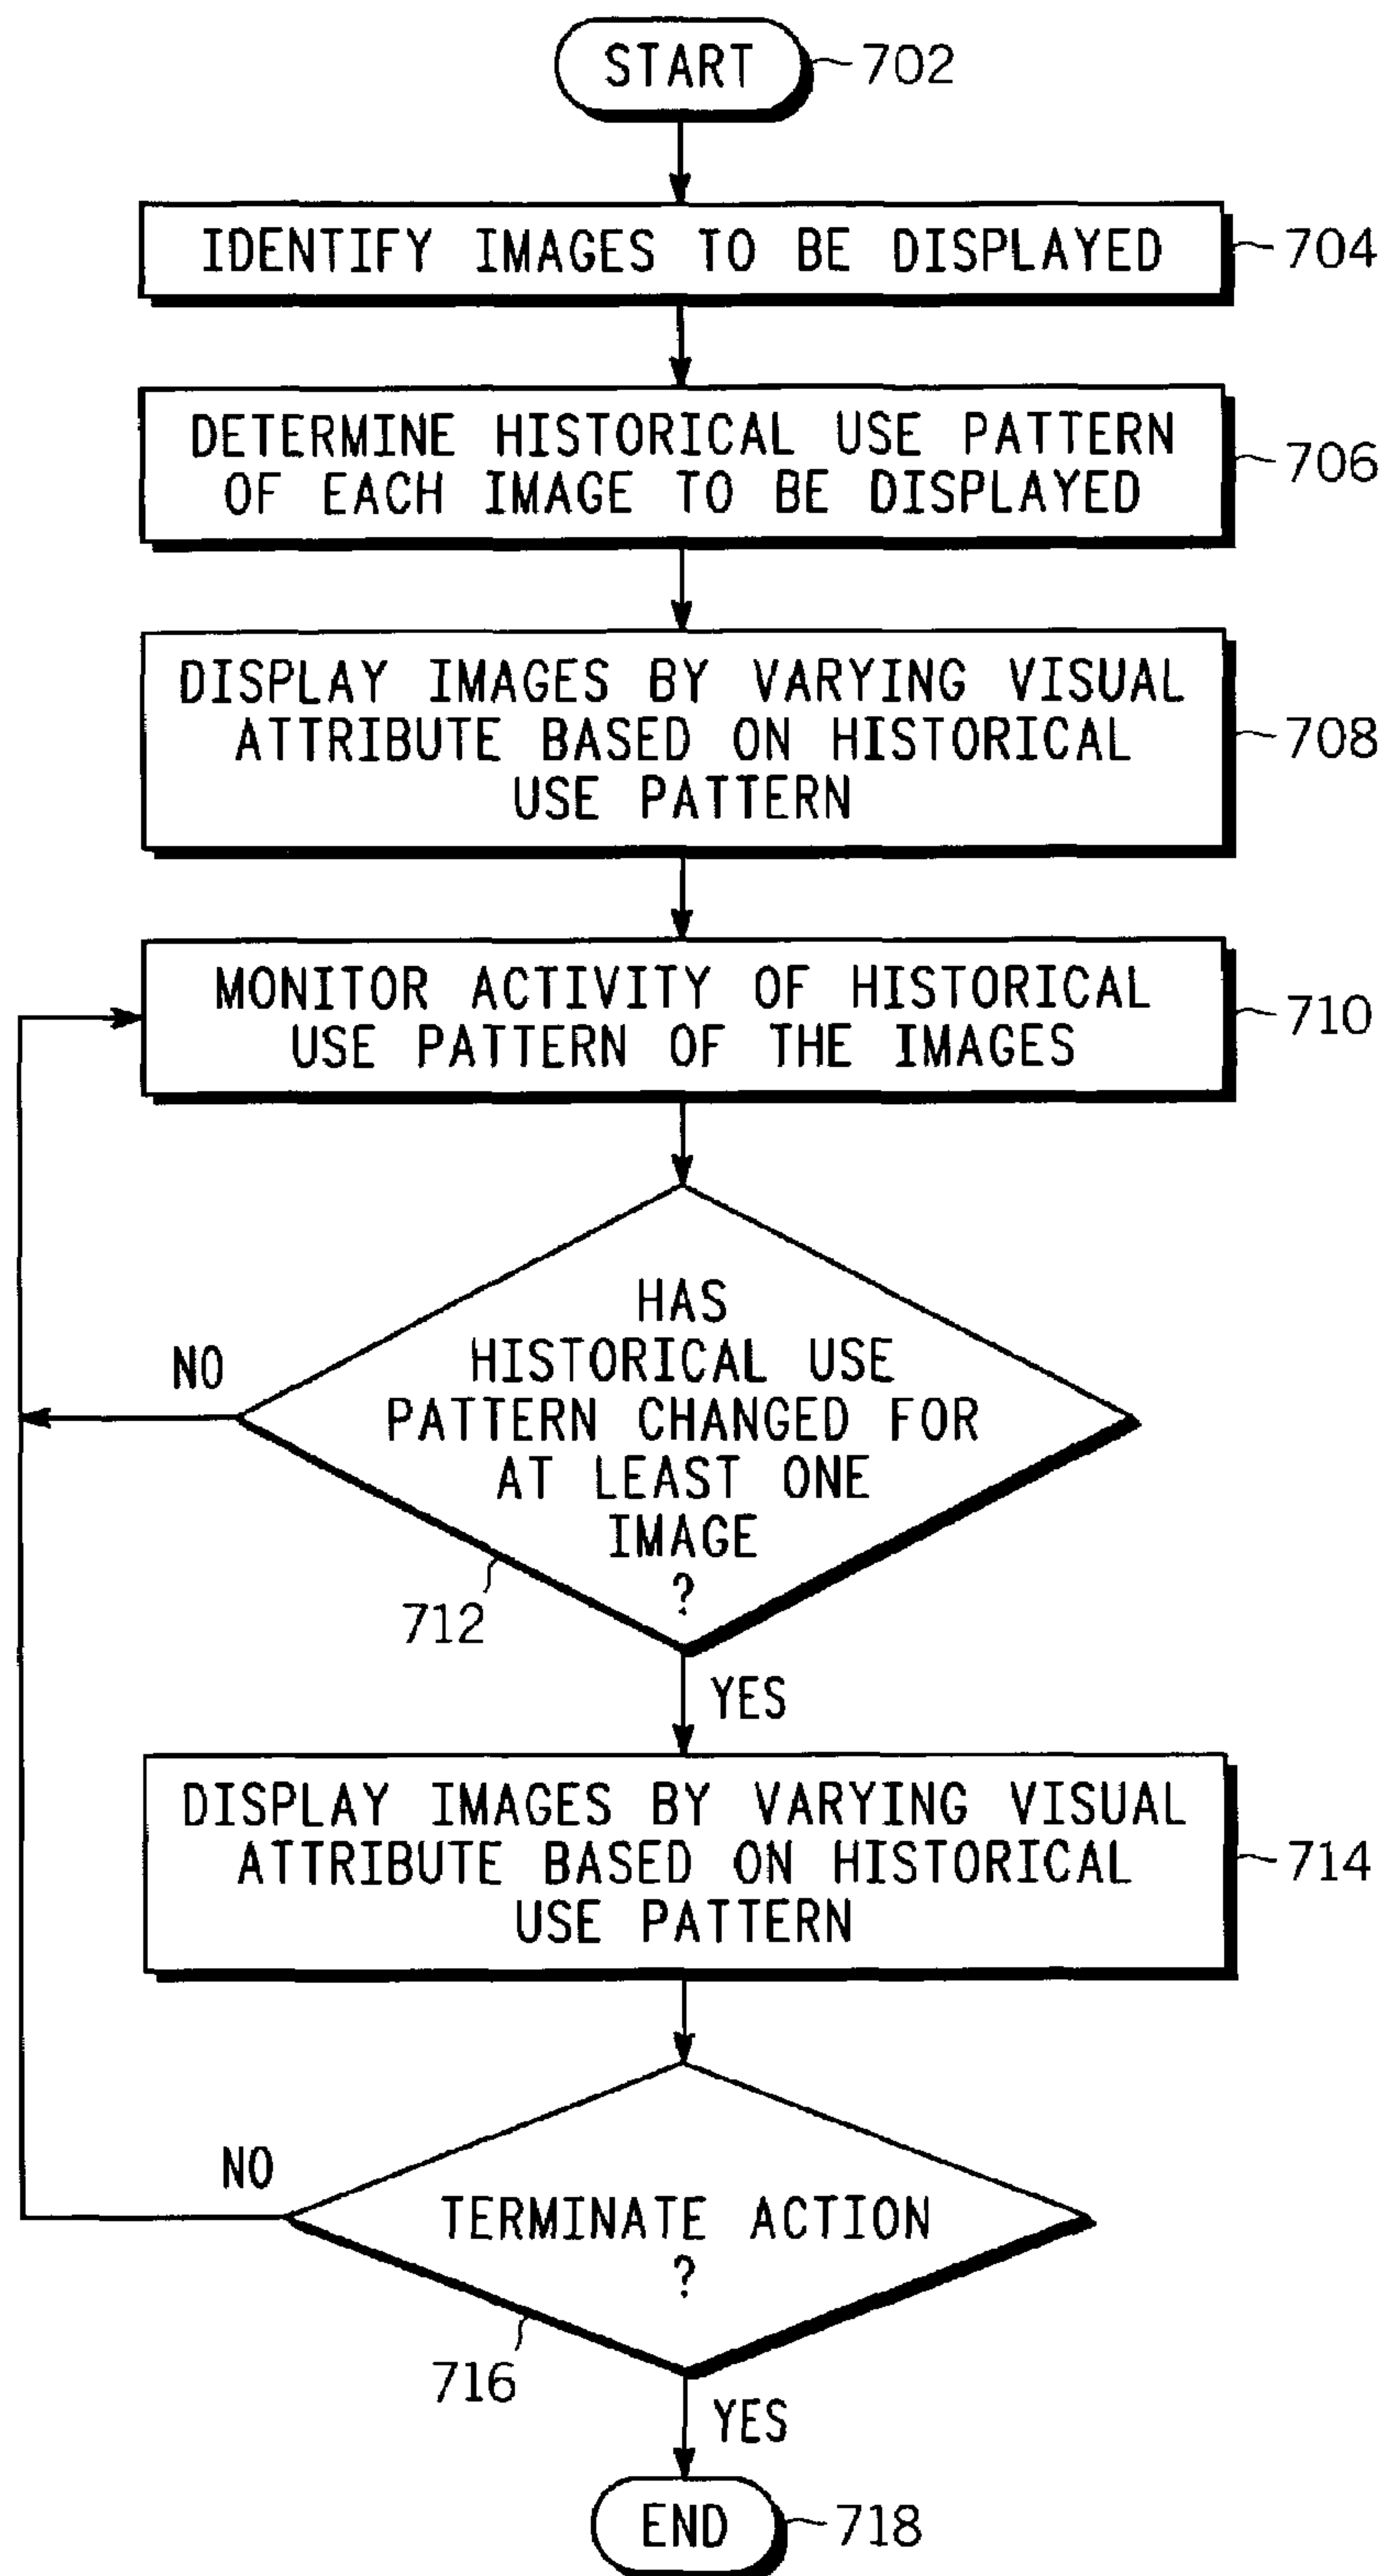 START
702
IDENTIFY IMAGES TO BE DISPLAYED
704
DETERMINE HISTORICAL USE PATTERN
OF EACH IMAGE TO BE DISPLAYED
706
DISPLAY IMAGES BY VARYING VISUAL
ATTRIBUTE BASED ON HISTORICAL
USE PATTERN
708
MONITOR ACTIVITY OF HISTORICAL
USE PATTERN OF THE IMAGES
710
HAS
HISTORICAL USE
PATTERN CHANGED FOR
AT LEAST ONE
IMAGE
?
NO
712
YES
DISPLAY IMAGES BY VARYING VISUAL
ATTRIBUTE BASED ON HISTORICAL
USE PATTERN
714
NO
TERMINATE ACTION
?
716
YES
END
718